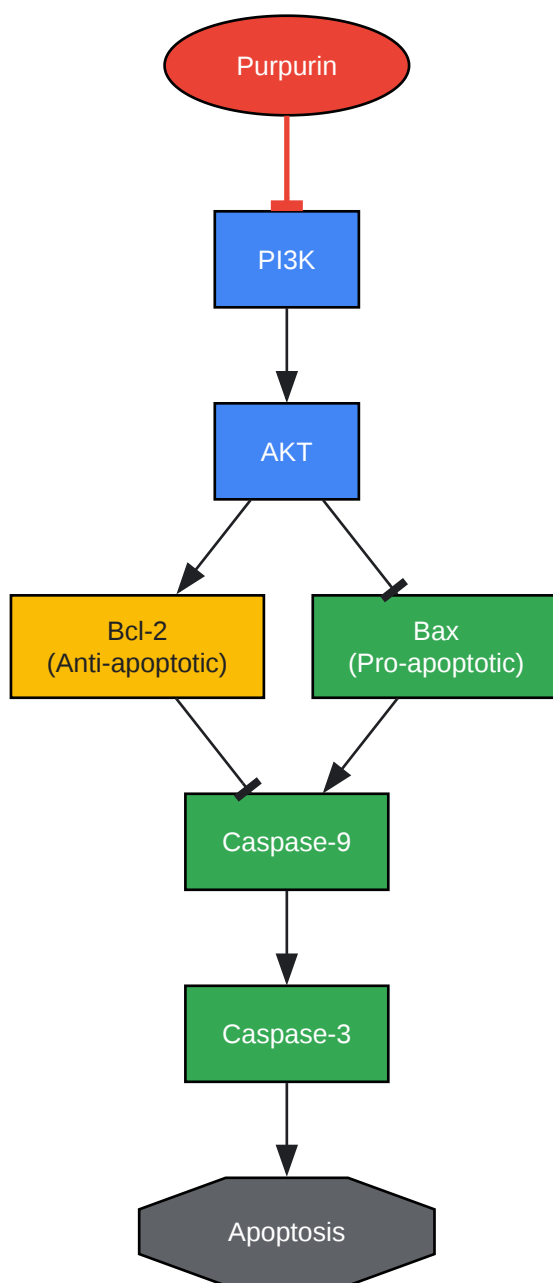 Purpurin
PI3K
AKT
Bcl-2
(Anti-apoptotic)
Bax
(Pro-apoptotic)
Caspase-9
Caspase-3
Apoptosis